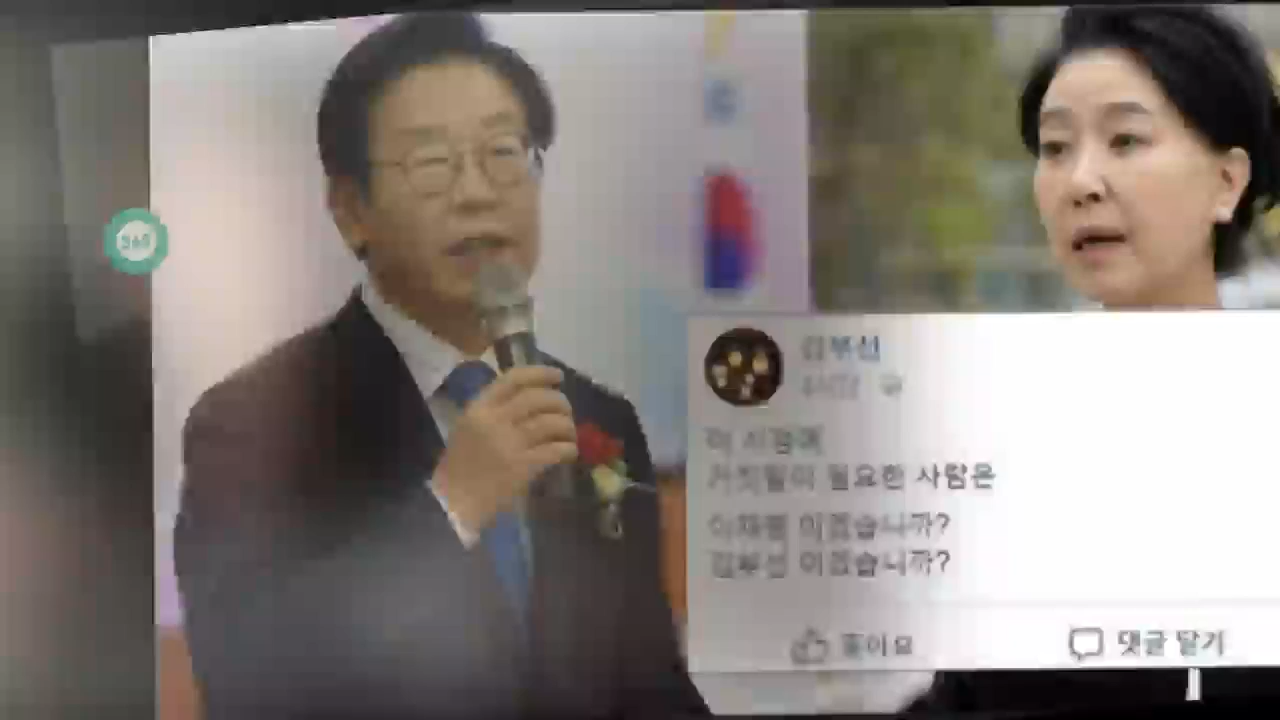 365
김부선
이 시점에
거짓말이 필요한 사람은
이재명 이겠습니까?
김부선 이겠습니까?
좋아요
댓글 달기